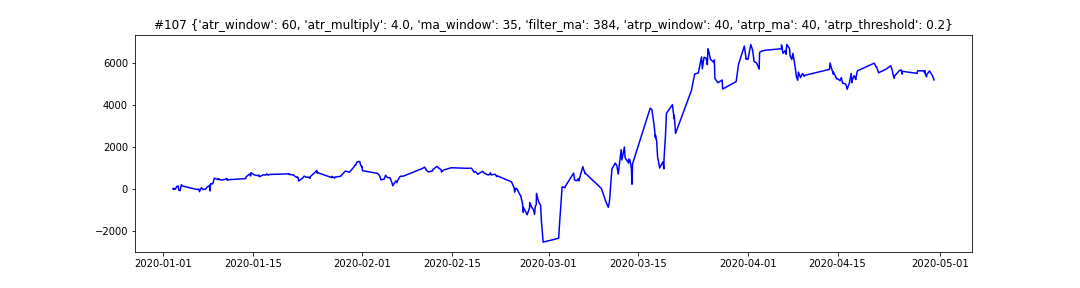 #107 {'atr_window': 60, 'atr_multiply': 4.0, 'ma_window': 35, 'filter_ma': 384, 'atrp_window': 40, 'atrp_ma': 40, 'atrp_threshold': 0.2}
6000
4000
2000
0
−2000
2020-01-01 2020-01-15 2020-02-01 2020-02-15 2020-03-01 2020-03-15 2020-04-01 2020-04-15 2020-05-01